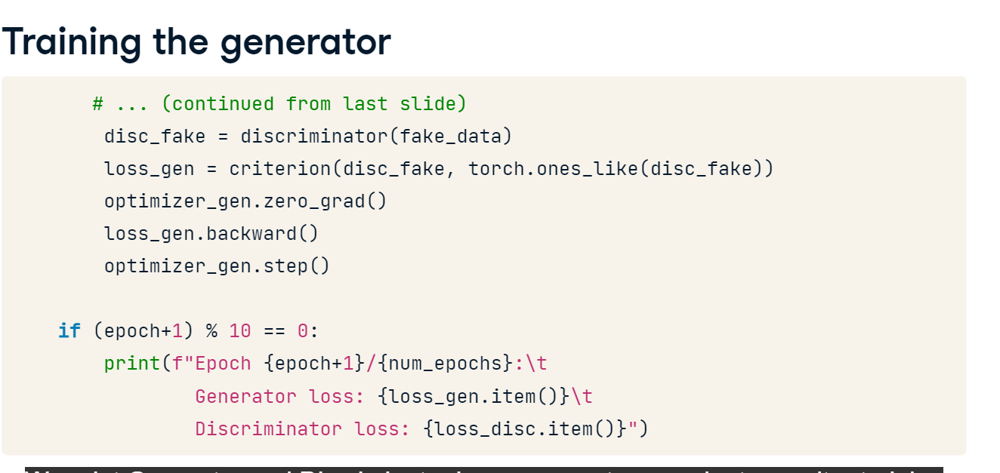 Training the generator
# ... (continued from last slide)
disc_fake = discriminator(fake_data)
loss_gen = criterion(disc_fake, torch.ones_like(disc_fake))
optimizer_gen.zero_grad()
loss_gen.backward()
optimizer_gen.step()
if (epoch+1) % 10 == 0:
print(f"Epoch {epoch+1}/{num_epochs}:\t
Generator loss: {loss_gen.item()}\t
Discriminator loss: {loss_disc.item()}")